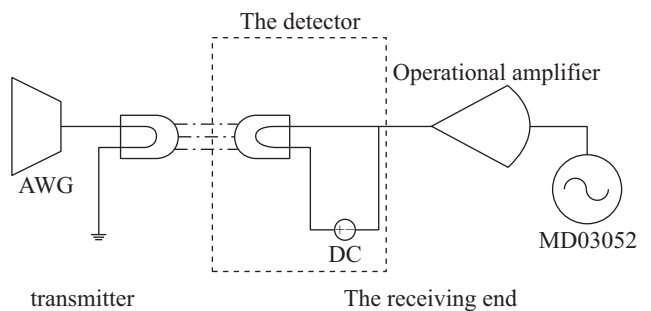 The detector
Operational amplifier
AWG
+-
DC
MD03052
transmitter
The receiving end